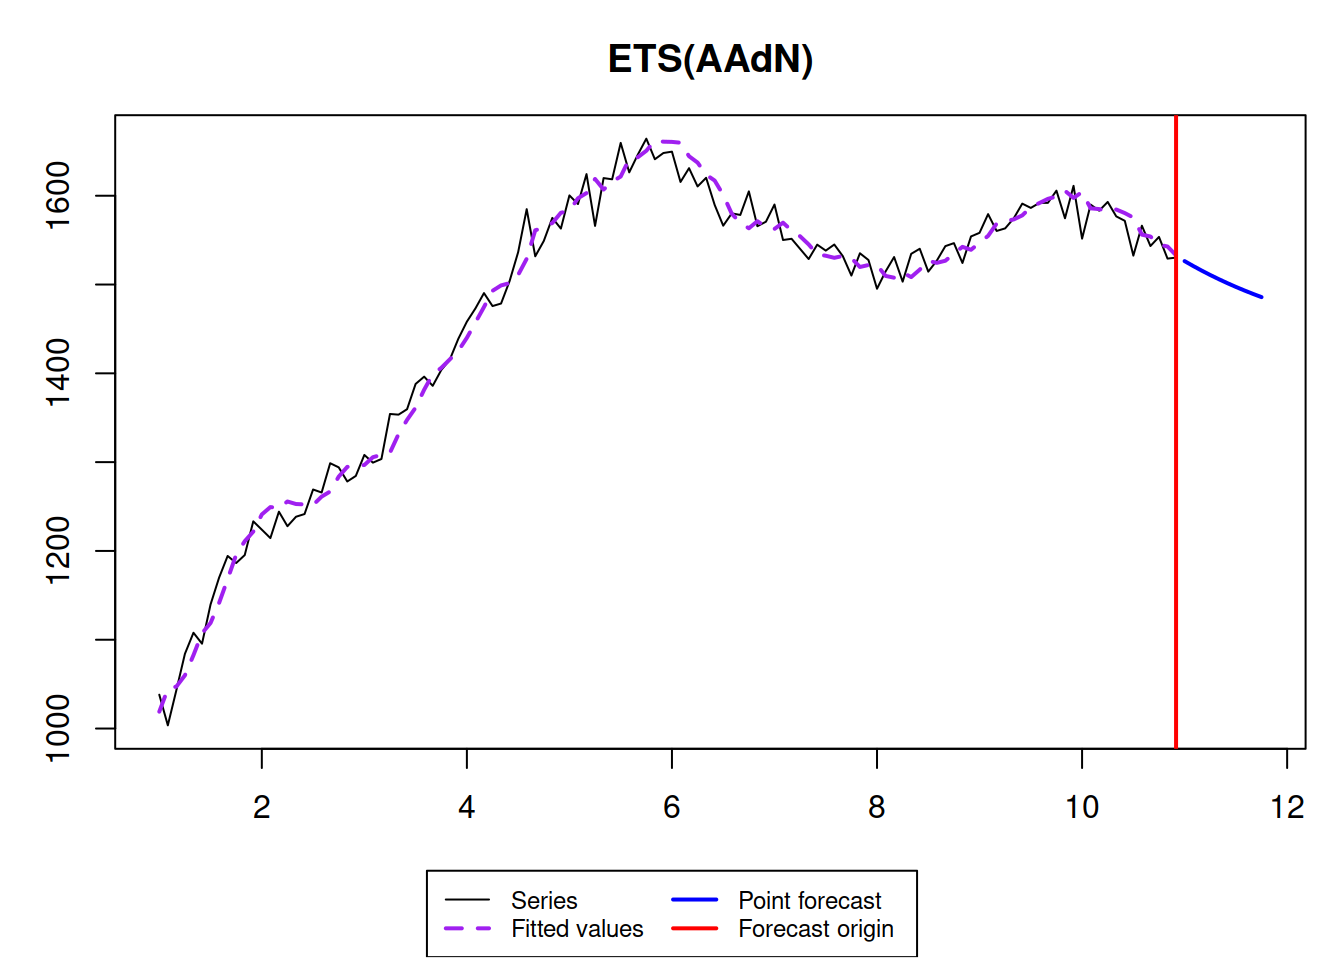 ETS(AAdN)
1600
1400
1200
1000
2 4 6 8 10 12
Series Point forecast
Fitted values Forecast origin